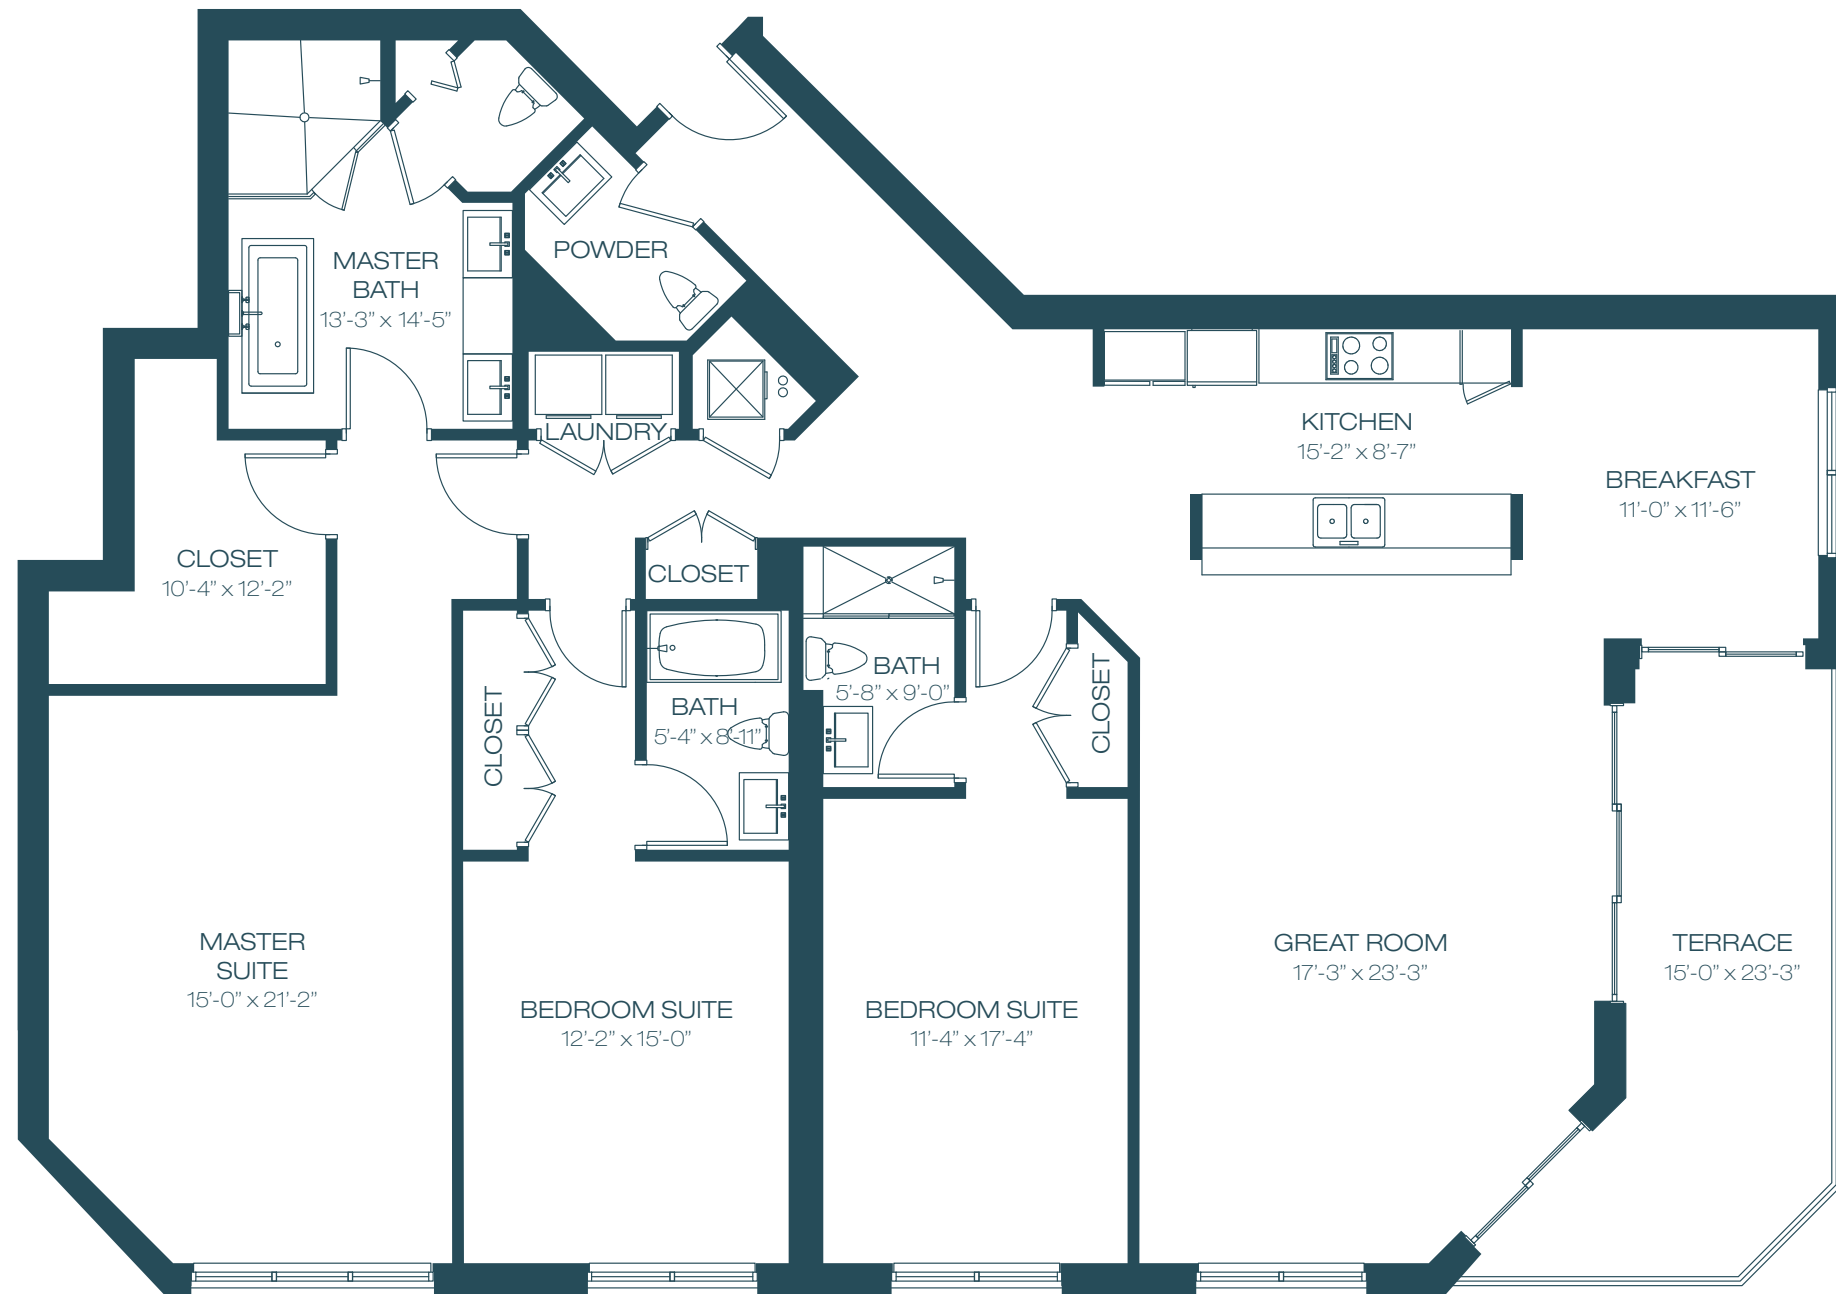 POWDER
MASTER
BATH
13'-3" x 14'-5"
LAUNDRY
KITCHEN
15'-2" x 8'-7"
BREAKFAST
11'-0" x 11'-6"
CLOSET
10'-4" x 12'-2"
CLOSET
BATH
5'-8" x 9'-0"
CLOSET
BATH
5'-4" x 8'-11"
CLOSET
MASTER
SUITE
15'-0" x 21'-2"
BEDROOM SUITE
12'-2" x 15'-0"
BEDROOM SUITE
11'-4" x 17'-4"
GREAT ROOM
17'-3" x 23'-3"
TERRACE
15'-0" x 23'-3"